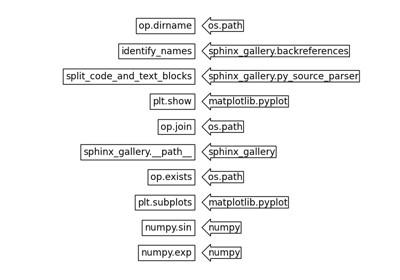 op.dirname os.path
identify_names sphinx_gallery.backreferences
split_code_and_text_blocks sphinx_gallery.py_source_parser
plt.show matplotlib.pyplot
op.join os.path
sphinx_gallery.__path__ sphinx_gallery
op.exists os.path
plt.subplots matplotlib.pyplot
numpy.sin numpy
numpy.exp numpy